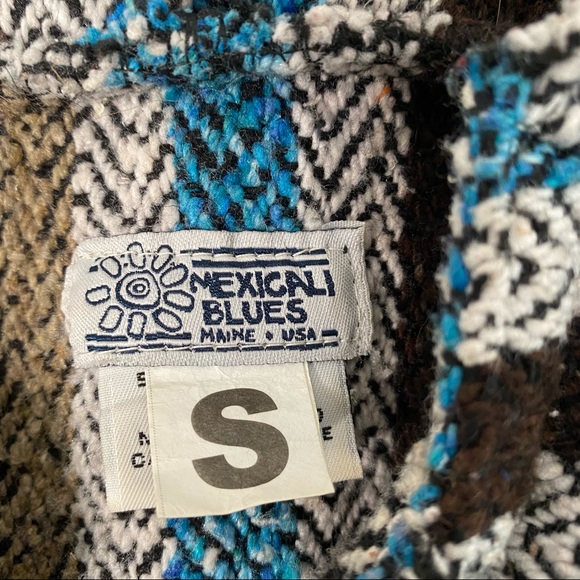 MEXICALI
BLUES
MAINE • USA
S